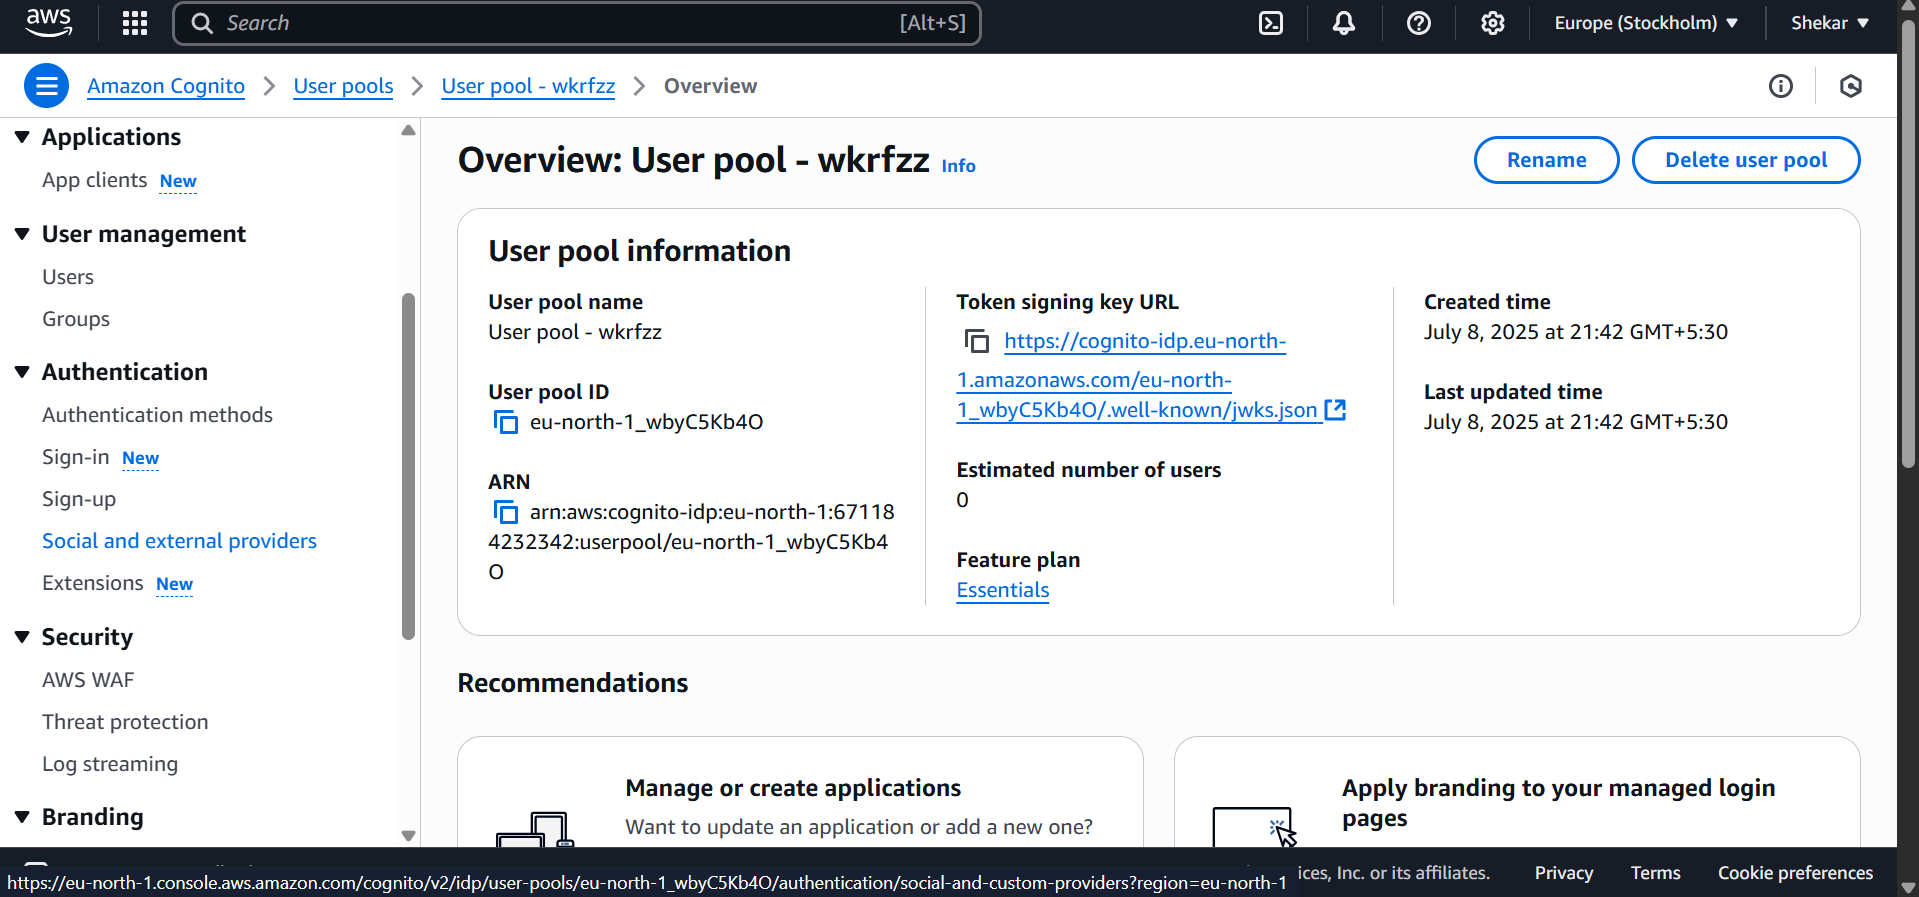 aws
Search
[Alt+S]
Europe (Stockholm)
Shekar
Amazon Cognito
User pools
User pool - wkrfzz
Overview
Applications
App clients New
User management
Users
Groups
Authentication
Authentication methods
Sign-in New
Sign-up
Social and external providers
Extensions New
Security
AWS WAF
Threat protection
Log streaming
Branding
Overview: User pool - wkrfzz Info
Rename
Delete user pool
User pool information
User pool name
User pool - wkrfzz
User pool ID
eu-north-1_wbyC5Kb4O
ARN
arn:aws:cognito-idp:eu-north-1:67118
4232342:userpool/eu-north-1_wbyC5Kb4
O
Token signing key URL
https://cognito-idp.eu-north-
1.amazonaws.com/eu-north-
1_wbyC5Kb4O/.well-known/jwks.json
Estimated number of users
0
Feature plan
Essentials
Created time
July 8, 2025 at 21:42 GMT+5:30
Last updated time
July 8, 2025 at 21:42 GMT+5:30
Recommendations
Manage or create applications
Want to update an application or add a new one?
Apply branding to your managed login
pages
https://eu-north-1.console.aws.amazon.com/cognito/v2/idp/user-pools/eu-north-1_wbyC5Kb4O/authentication/social-and-custom-providers?region=eu-north-1
ices, Inc. or its affiliates.
Privacy
Terms
Cookie preferences